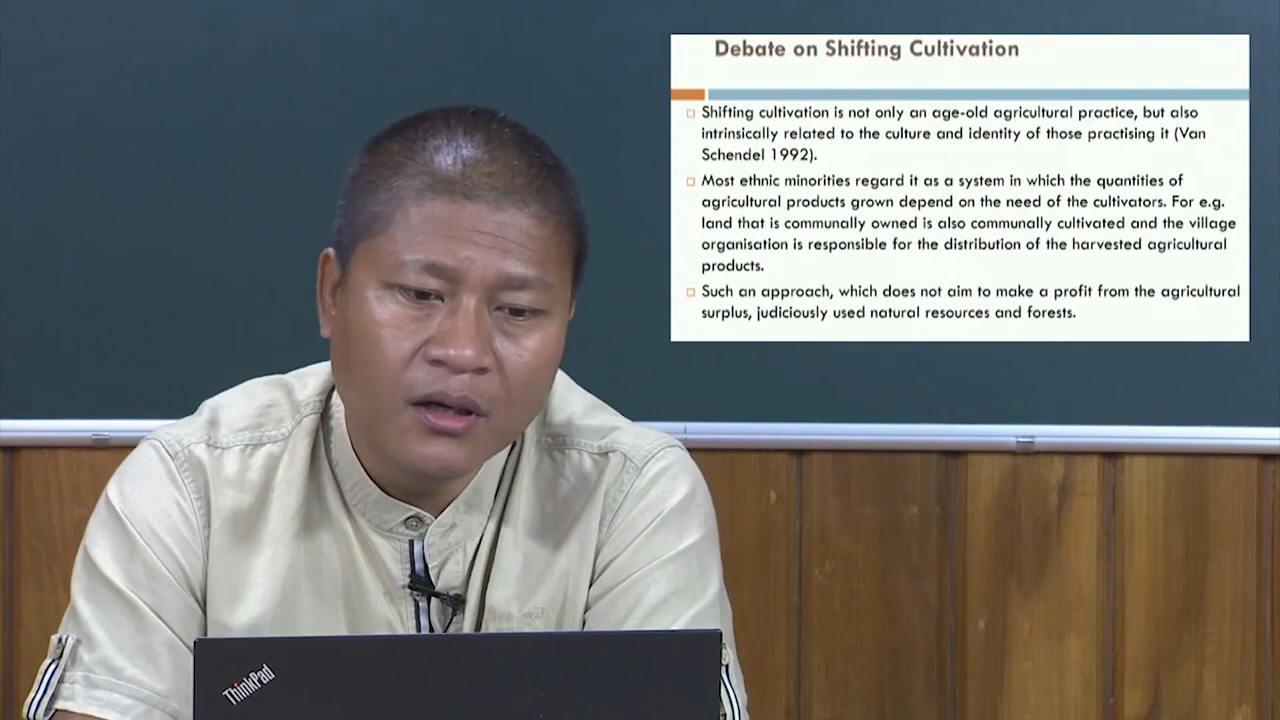 Debate on Shifting Cultivation
Shifting cultivation is not only an age-old agricultural practice, but also
intrinsically related to the culture and identity of those practising it (Van
Schendel 1992).
Most ethnic minorities regard it as a system in which the quantities of
agricultural products grown depend on the need of the cultivators. For e.g.
land that is communally owned is also communally cultivated and the village
organisation is responsible for the distribution of the harvested agricultural
products.
Such an approach, which does not aim to make a profit from the agricultural
surplus, judiciously used natural resources and forests.
ThinkPad